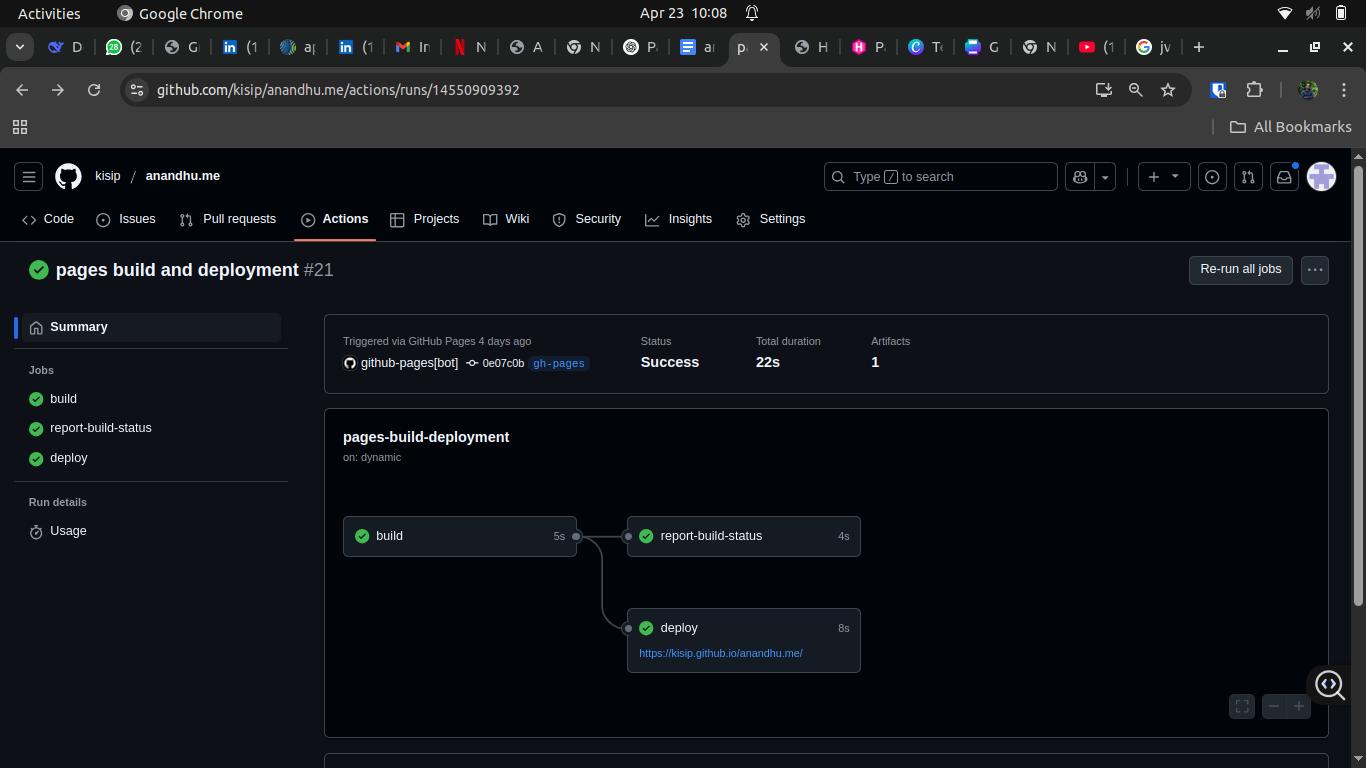 Activities Google Chrome Apr 23 10:08
D (2 G (1 ap (1 In N A N P ar pa H P Te G N (1 jv
github.com/kisip/anandhu.me/actions/runs/14550909392
All Bookmarks
kisip / anandhu.me Type / to search
Code Issues Pull requests Actions Projects Wiki Security Insights Settings
pages build and deployment #21 Re-run all jobs
Summary
Jobs
build
report-build-status
deploy
Run details
Usage
Triggered via GitHub Pages 4 days ago Status Total duration Artifacts
github-pages[bot] 0e07c0b gh-pages Success 22s 1
pages-build-deployment
on: dynamic
build 5s report-build-status 4s
deploy 8s
https://kisip.github.io/anandhu.me/